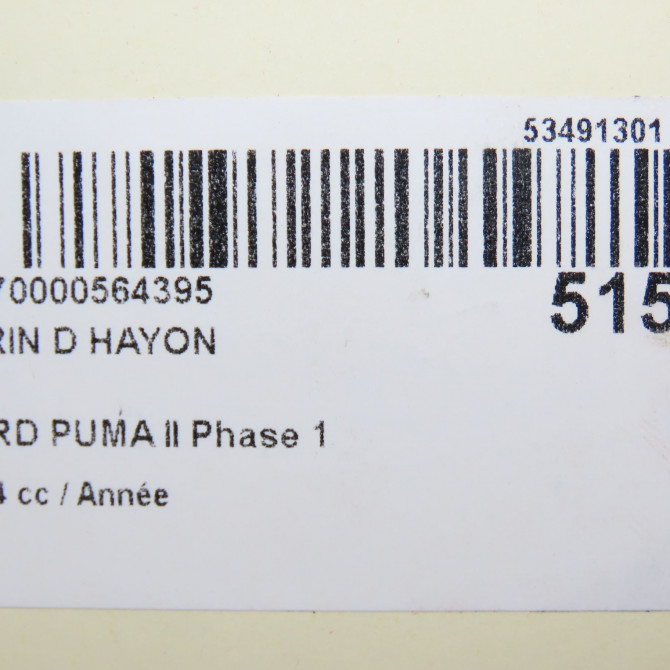 53491301
70000564395
515
RIN D HAYON
RD PUMA II Phase 1
4 cc / Année